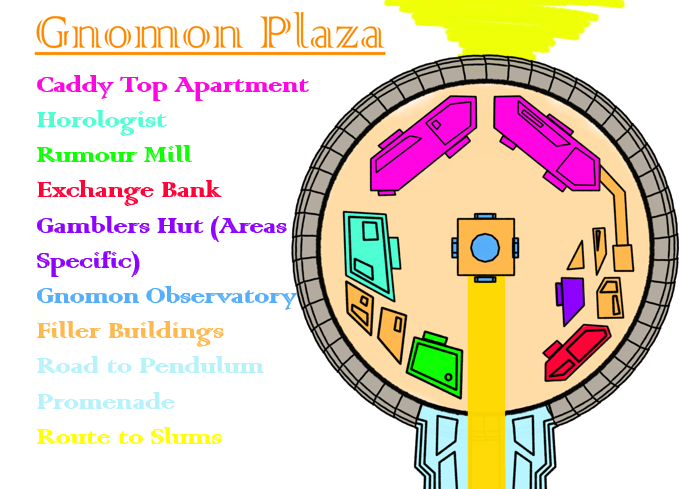 Gnomon Plaza
Caddy Top Apartment
Horologist
Rumour Mill
Exchange Bank
Gamblers Hut (Areas
Specific)
Gnomon Observatory
Filler Buildings
Road to Pendulum
Promenade
Route to Slums